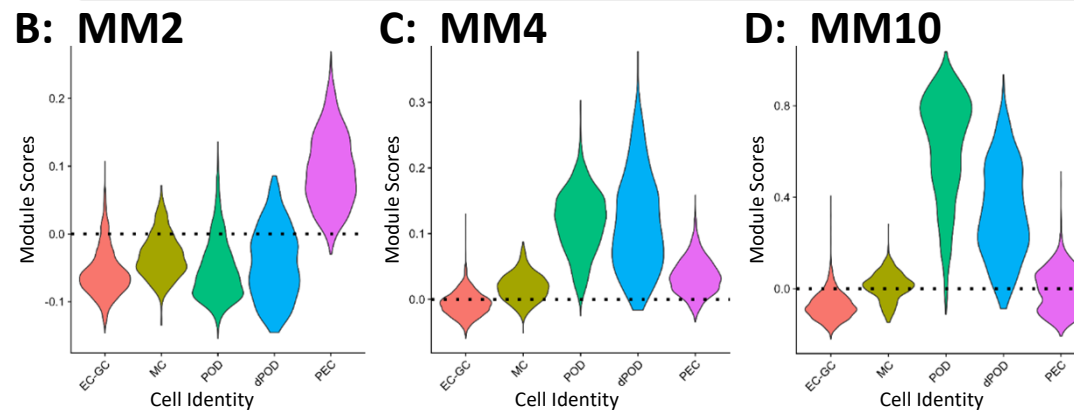 B: MM2
Module Scores
0.2
0.1
0.0
-0.1
EC-GC
MC
POD
dPOD
PEC
Cell Identity
C: MM4
Module Scores
0.3
0.2
0.1
0.0
EC-GC
MC
POD
dPOD
PEC
Cell Identity
D: MM10
Module Scores
0.8
0.4
0.0
EC-GC
MC
POD
dPOD
PEC
Cell Identity